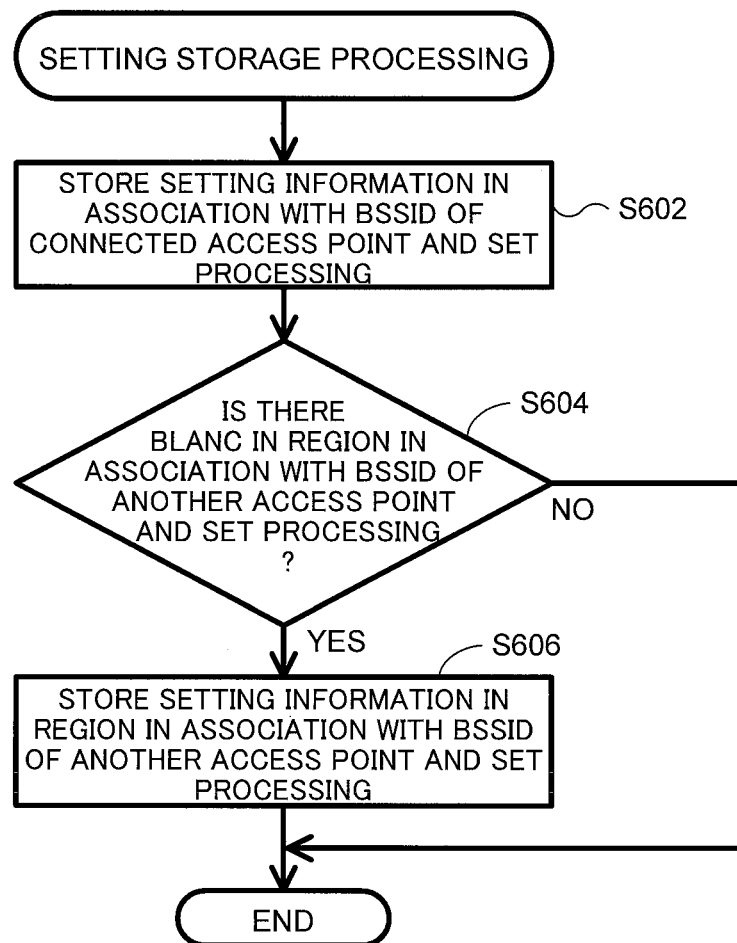 SETTING STORAGE PROCESSING
STORE SETTING INFORMATION IN
ASSOCIATION WITH BSSID OF
CONNECTED ACCESS POINT AND SET
PROCESSING
S602
IS THERE
BLANC IN REGION IN
ASSOCIATION WITH BSSID OF
ANOTHER ACCESS POINT
AND SET PROCESSING
?
S604
NO
YES
S606
STORE SETTING INFORMATION IN
REGION IN ASSOCIATION WITH BSSID
OF ANOTHER ACCESS POINT AND SET
PROCESSING
END